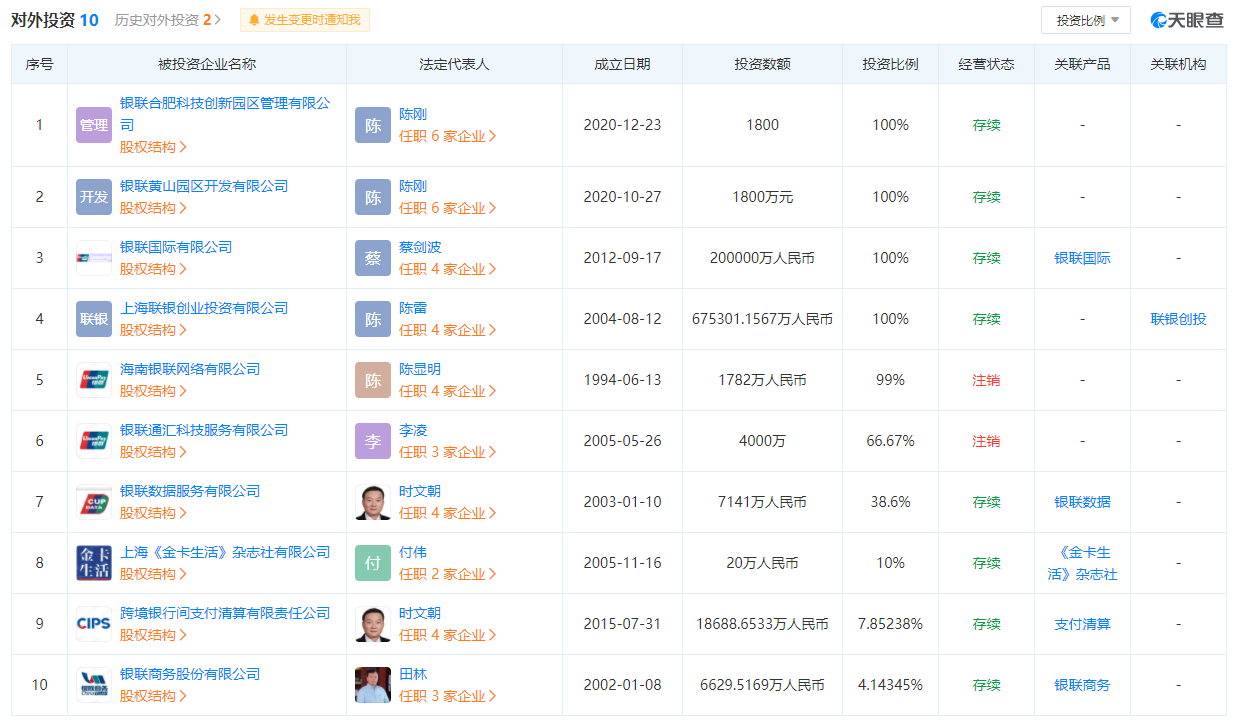 对外投资 10 历史对外投资 2 > 发生变更时通知我 投资比例 天眼查
序号 被投资企业名称 法定代表人 成立日期 投资数额 投资比例 经营状态 关联产品 关联机构
1 管理 银联合肥科技创新园区管理有限公
司
股权结构 > 陈 陈刚
任职 6 家企业 > 2020-12-23 1800 100% 存续 - -
2 开发 银联黄山园区开发有限公司
股权结构 > 陈 陈刚
任职 6 家企业 > 2020-10-27 1800万元 100% 存续 - -
3 银联国际有限公司
股权结构 > 蔡 蔡剑波
任职 4 家企业 > 2012-09-17 200000万人民币 100% 存续 银联国际 -
4 联银 上海联银创业投资有限公司
股权结构 > 陈 陈雷
任职 4 家企业 > 2004-08-12 675301.1567万人民币 100% 存续 - 联银创投
5 UnionPay 银联 海南银联网络有限公司
股权结构 > 陈 陈显明
任职 4 家企业 > 1994-06-13 1782万人民币 99% 注销 - -
6 UnionPay 银联 银联通汇科技服务有限公司
股权结构 > 李 李凌
任职 3 家企业 > 2005-05-26 4000万 66.67% 注销 - -
7 CUP DATA 银联数据服务有限公司
股权结构 > 时文朝
任职 4 家企业 > 2003-01-10 7141万人民币 38.6% 存续 银联数据 -
8 金卡生活 上海《金卡生活》杂志社有限公司
股权结构 > 付 付伟
任职 2 家企业 > 2005-11-16 20万人民币 10% 存续 《金卡生
活》杂志社 -
9 CIPS 跨境银行间支付清算有限责任公司
股权结构 > 时文朝
任职 4 家企业 > 2015-07-31 18688.6533万人民币 7.85238% 存续 支付清算 -
10 银联商务 银联商务股份有限公司
股权结构 > 田林
任职 3 家企业 > 2002-01-08 6629.5169万人民币 4.14345% 存续 银联商务 -